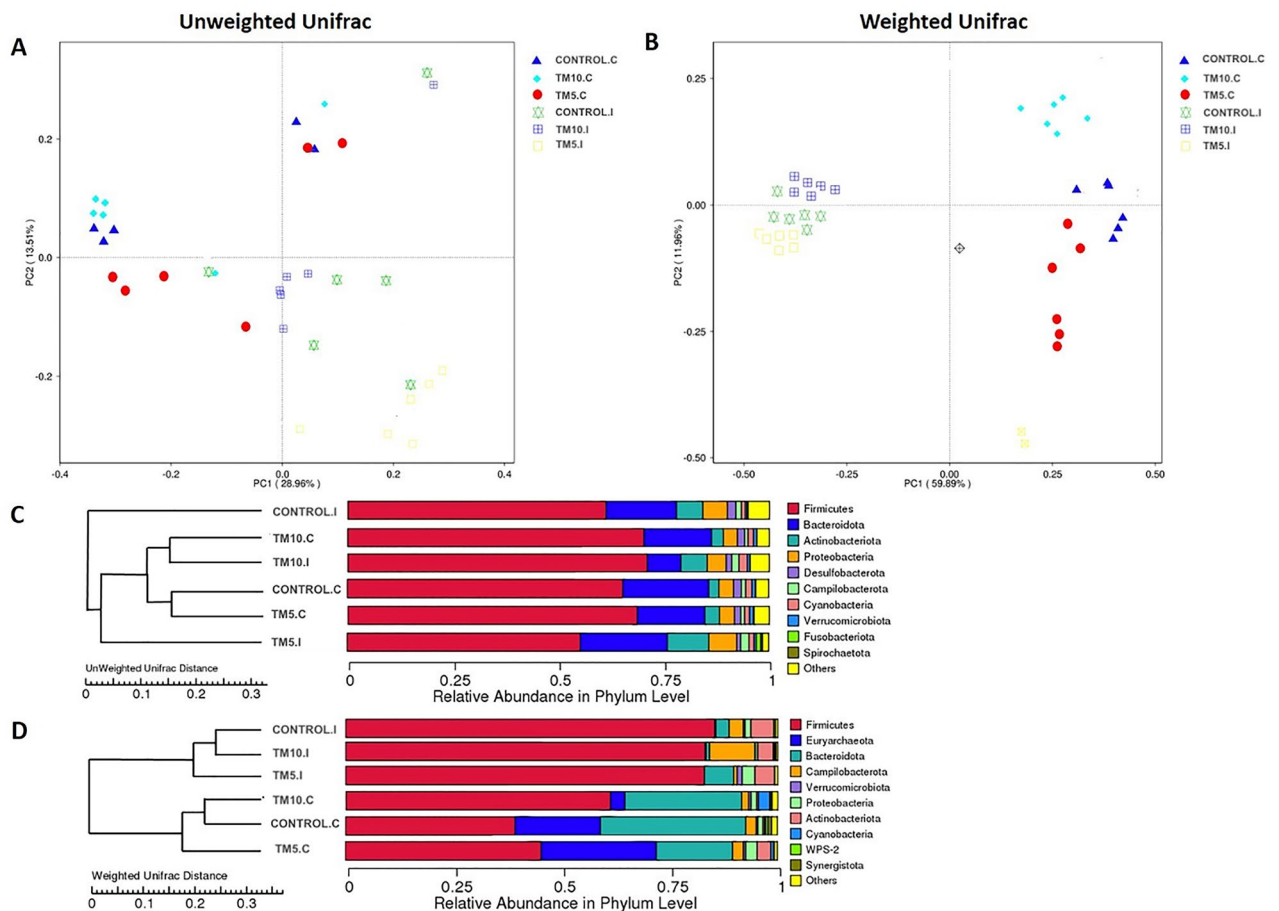 Unweighted Unifrac
Weighted Unifrac
A
PC2 ( 13.51% )
0.2
0.0
-0.2
-0.4
-0.2
0.0
0.2
0.4
PC1 ( 28.96% )
CONTROL.C
TM10.C
TM5.C
CONTROL.I
TM10.I
TM5.I
B
PC2 ( 11.96% )
0.25
0.00
-0.25
-0.50
-0.50
-0.25
0.00
0.25
0.50
PC1 ( 59.89% )
CONTROL.C
TM10.C
TM5.C
CONTROL.I
TM10.I
TM5.I
C
CONTROL.I
TM10.C
TM10.I
CONTROL.C
TM5.C
TM5.I
UnWeighted Unifrac Distance
0 0.1 0.2 0.3
0 0.25 0.5 0.75 1
Relative Abundance in Phylum Level
Firmicutes
Bacteroidota
Actinobacteriota
Proteobacteria
Desulfobacterota
Campilobacterota
Cyanobacteria
Verrucomicrobiota
Fusobacteriota
Spirochaetota
Others
D
CONTROL.I
TM10.I
TM5.I
TM10.C
CONTROL.C
TM5.C
Weighted Unifrac Distance
0 0.1 0.2 0.3
0 0.25 0.5 0.75 1
Relative Abundance in Phylum Level
Firmicutes
Euryarchaeota
Bacteroidota
Campilobacterota
Verrucomicrobiota
Proteobacteria
Actinobacteriota
Cyanobacteria
WPS-2
Synergistota
Others